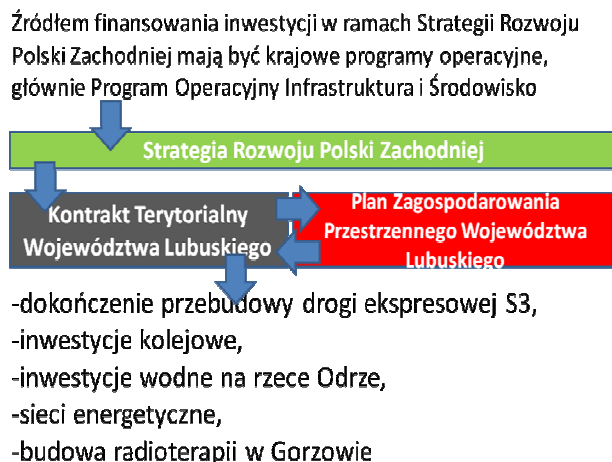 Źródłem finansowania inwestycji w ramach Strategii Rozwoju
Polski Zachodniej mają być krajowe programy operacyjne,
głównie Program Operacyjny Infrastruktura i Środowisko
Strategia Rozwoju Polski Zachodniej
Kontrakt Terytorialny
Województwa Lubuskiego
Plan Zagospodarowania
Przestrzennego Województwa
Lubuskiego
-dokończenie przebudowy drogi ekspresowej S3,
-inwestycje kolejowe,
-inwestycje wodne na rzece Odrze,
-sieci energetyczne,
-budowa radioterapii w Gorzowie